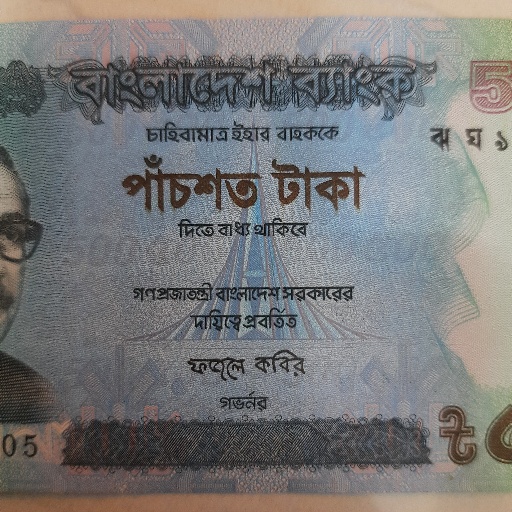 বাংলাদেশ ব্যাংক
5
চাহিবামাত্র ইহার বাহককে
ঝ ঘ ১
পাঁচশত টাকা
দিতে বাধ্য থাকিবে
গণপ্রজাতন্ত্রী বাংলাদেশ সরকারের
দায়িত্বে প্রবর্তিত
ফজলে কবির
গভর্নর
05
৳৫